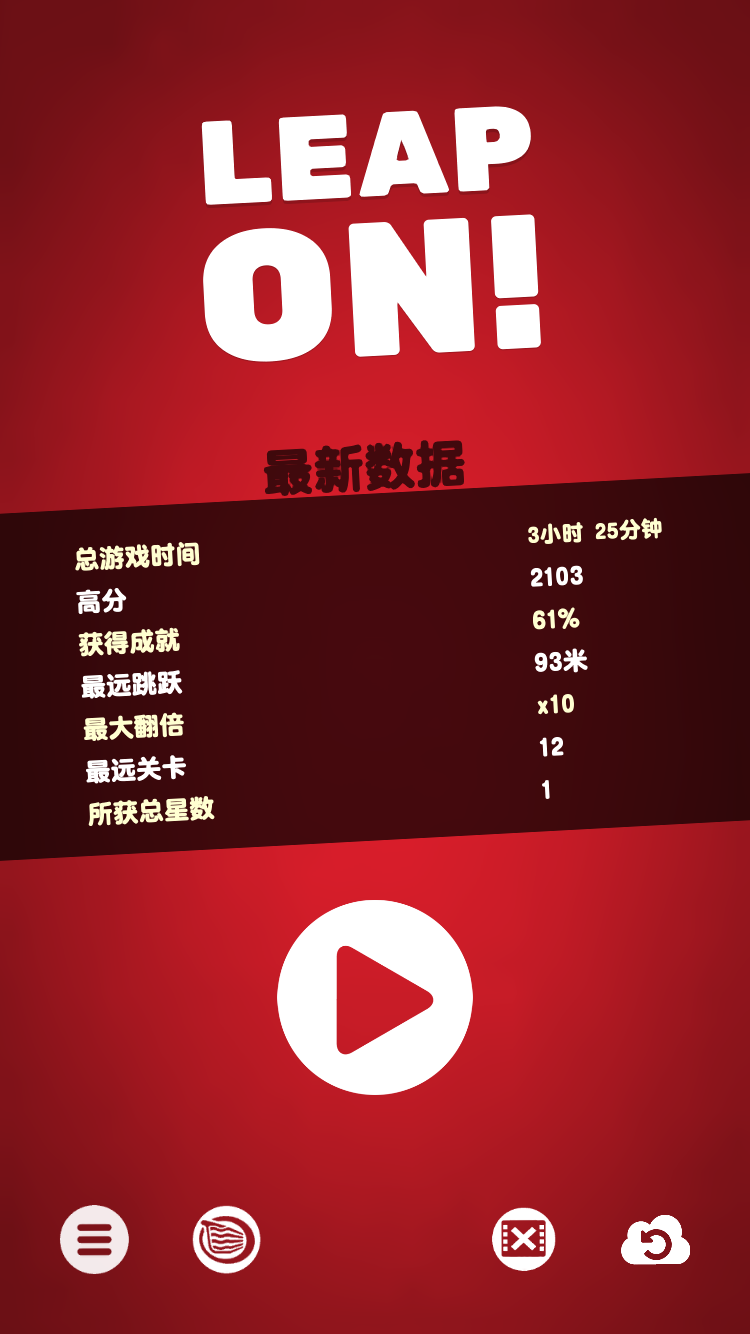 LEAP
ON!
最新数据
总游戏时间 3小时 25分钟
高分 2103
获得成就 61%
最远跳跃 93米
最大翻倍 x10
最远关卡 12
所获总星数 1